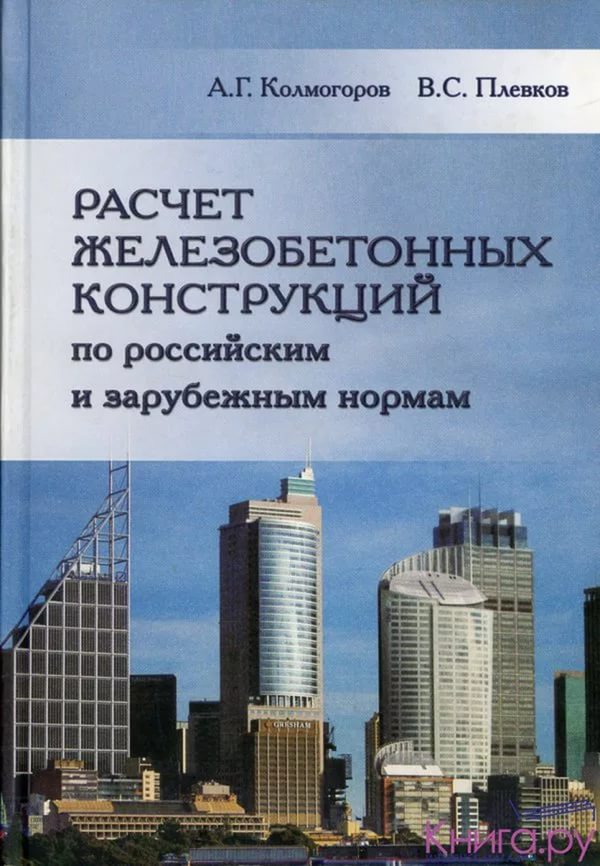 А.Г. Колмогоров В.С. Плевков
РАСЧЕТ
ЖЕЛЕЗОБЕТОННЫХ
КОНСТРУКЦИЙ
по российским
и зарубежным нормам
GRESHAM
Книга.ру